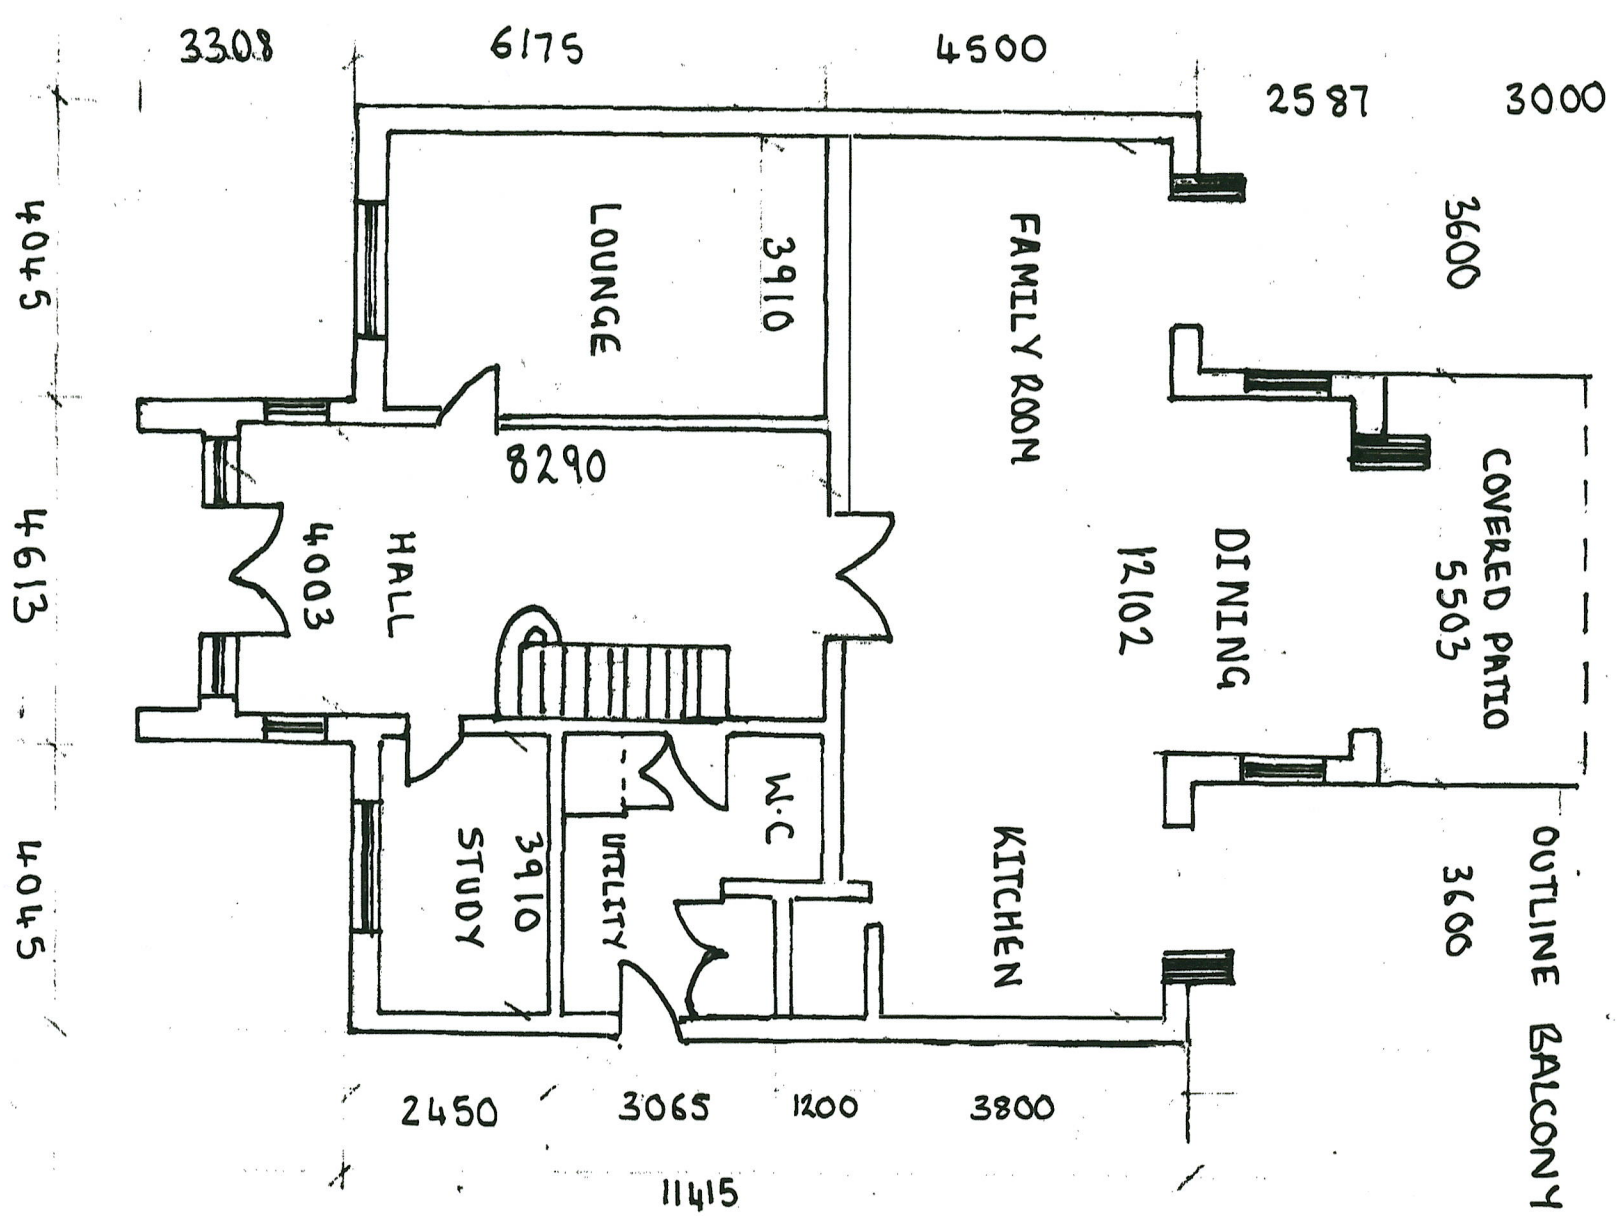 3308
6175
4500
2587
3000
4045
LOUNGE
3910
FAMILY ROOM
3600
8290
4613
4003
HALL
12102
DINING
5503
COVERED PATIO
4045
STUDY
3910
UTILITY
W.C
KITCHEN
3600
OUTLINE BALCONY
2450
3065
1200
3800
11415